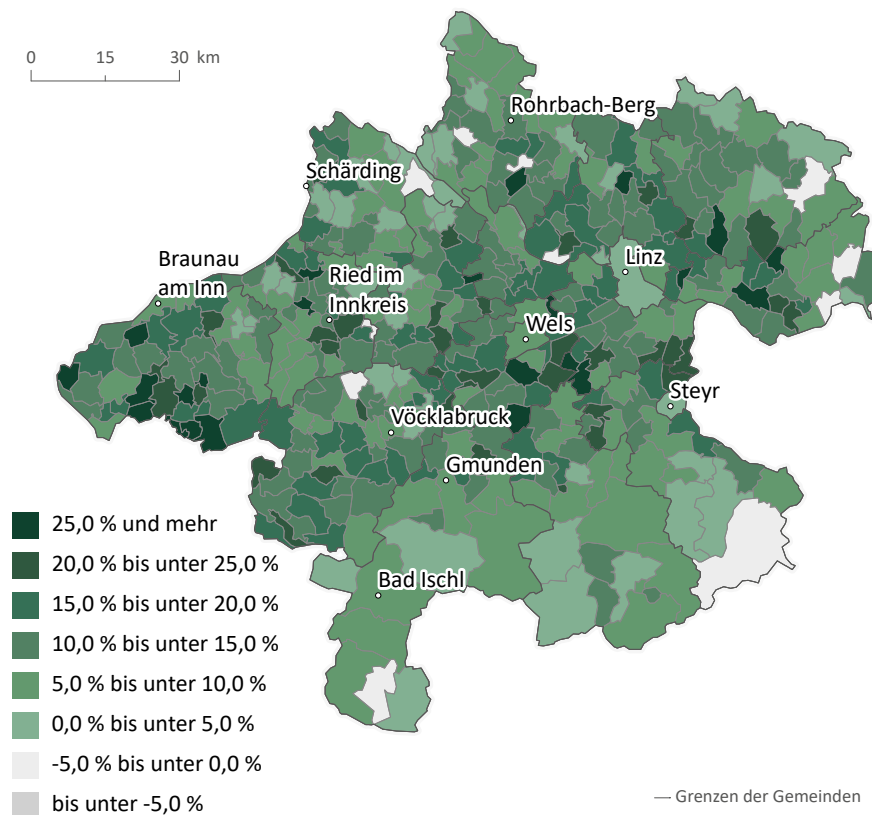 0 15 30 km
Rohrbach-Berg
Schärding
Braunau
am Inn
Linz
Ried im
Innkreis
Wels
Steyr
Vöcklabruck
Gmunden
Bad Ischl
25,0 % und mehr
20,0 % bis unter 25,0 %
15,0 % bis unter 20,0 %
10,0 % bis unter 15,0 %
5,0 % bis unter 10,0 %
0,0 % bis unter 5,0 %
-5,0 % bis unter 0,0 %
bis unter -5,0 %
Grenzen der Gemeinden